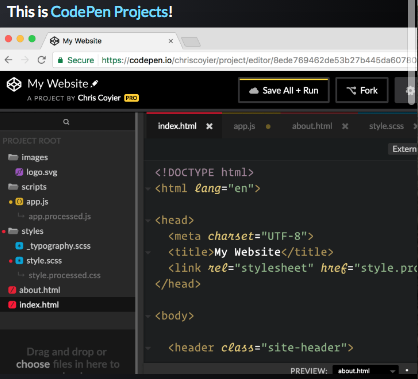 This is CodePen Projects!
My Website ×
Secure https://codepen.io/chriscoyier/project/editor/8ede769462de53b27b445da60780
My Website
A PROJECT BY Chris Coyier PRO
Save All + Run
Fork
index.html ×
app.js
about.html ×
style.scss ×
PROJECT ROOT
images
logo.svg
scripts
app.js
app.processed.js
styles
_typography.scss
style.scss
style.processed.css
about.html
index.html
Drag and drop or
choose files in here to
Extern
<!DOCTYPE html>
<html lang="en">
<head>
<meta charset="UTF-8">
<title>My Website</title>
<link rel="stylesheet" href="style.pro
</head>
<body>
<header class="site-header">
PREVIEW: about.html